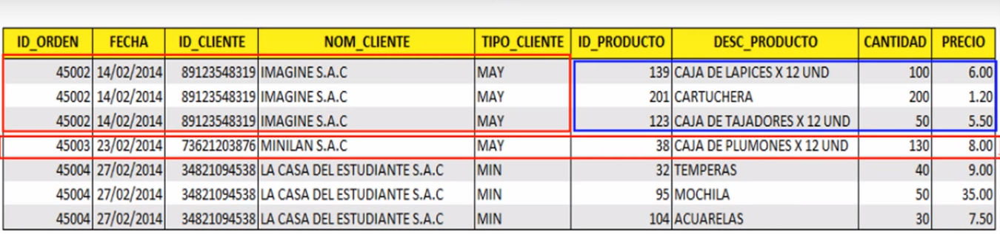 ID_ORDEN FECHA ID_CLIENTE NOM_CLIENTE TIPO_CLIENTE ID_PRODUCTO DESC_PRODUCTO CANTIDAD PRECIO
45002 14/02/2014 89123548319 IMAGINE S.A.C MAY 139 CAJA DE LAPICES X 12 UND 100 6.00
45002 14/02/2014 89123548319 IMAGINE S.A.C MAY 201 CARTUCHERA 200 1.20
45002 14/02/2014 89123548319 IMAGINE S.A.C MAY 123 CAJA DE TAJADORES X 12 UND 50 5.50
45003 23/02/2014 73621203876 MINILAN S.A.C MAY 38 CAJA DE PLUMONES X 12 UND 130 8.00
45004 27/02/2014 34821094538 LA CASA DEL ESTUDIANTE S.A.C MIN 32 TEMPERAS 40 9.00
45004 27/02/2014 34821094538 LA CASA DEL ESTUDIANTE S.A.C MIN 95 MOCHILA 50 35.00
45004 27/02/2014 34821094538 LA CASA DEL ESTUDIANTE S.A.C MIN 104 ACUARELAS 30 7.50